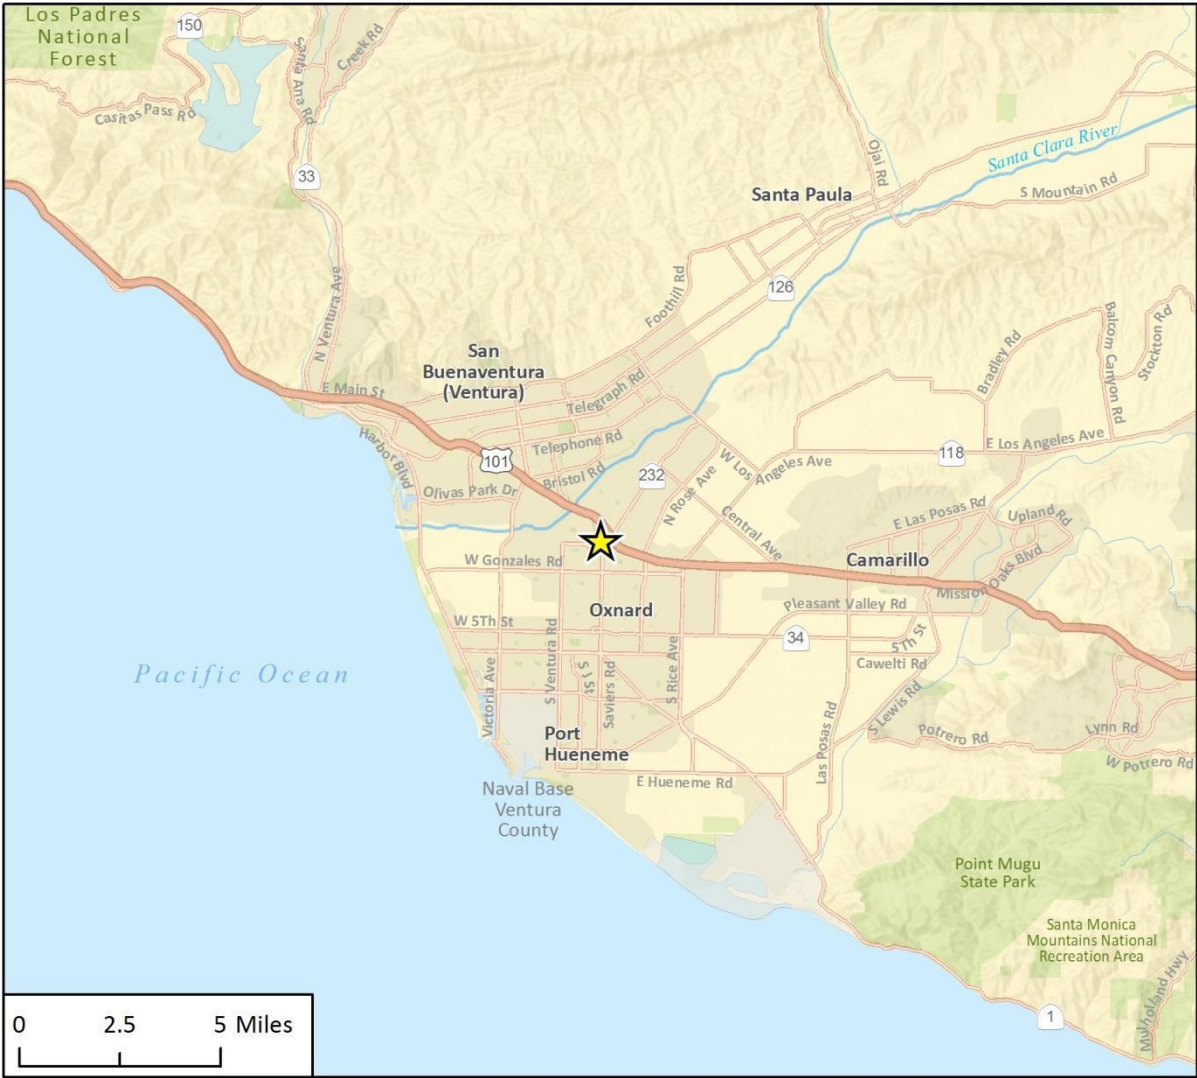 Los Padres
National
Forest
150
Santa Ana Rd
Creek Rd
Casitas Pass Rd
33
Ojai Rd
Santa Clara River
S Mountain Rd
Santa Paula
126
Foothill Rd
N Ventura Ave
San
Buenaventura
(Ventura)
E Main St
Telegraph Rd
Telephone Rd
Harbor Blvd
101
Bristol Rd
Olivas Park Dr
232
N Rose Ave
W Los Angeles Ave
Central Ave
Bradley Rd
Balcom Canyon Rd
Stockton Rd
118
E Los Angeles Ave
E Las Posas Rd
Upland Rd
Camarillo
Mission Oaks Blvd
W Gonzales Rd
Oxnard
Pleasant Valley Rd
W 5Th St
34
5Th St
Cawelti Rd
Pacific Ocean
Victoria Ave
S Ventura Rd
S J St
Saviers Rd
S Rice Ave
S Lewis Rd
Las Posas Rd
Potrero Rd
Lynn Rd
W Potrero Rd
Port
Hueneme
E Hueneme Rd
Naval Base
Ventura
County
Point Mugu
State Park
Santa Monica
Mountains National
Recreation Area
Mulholland Hwy
1
0 2.5 5 Miles